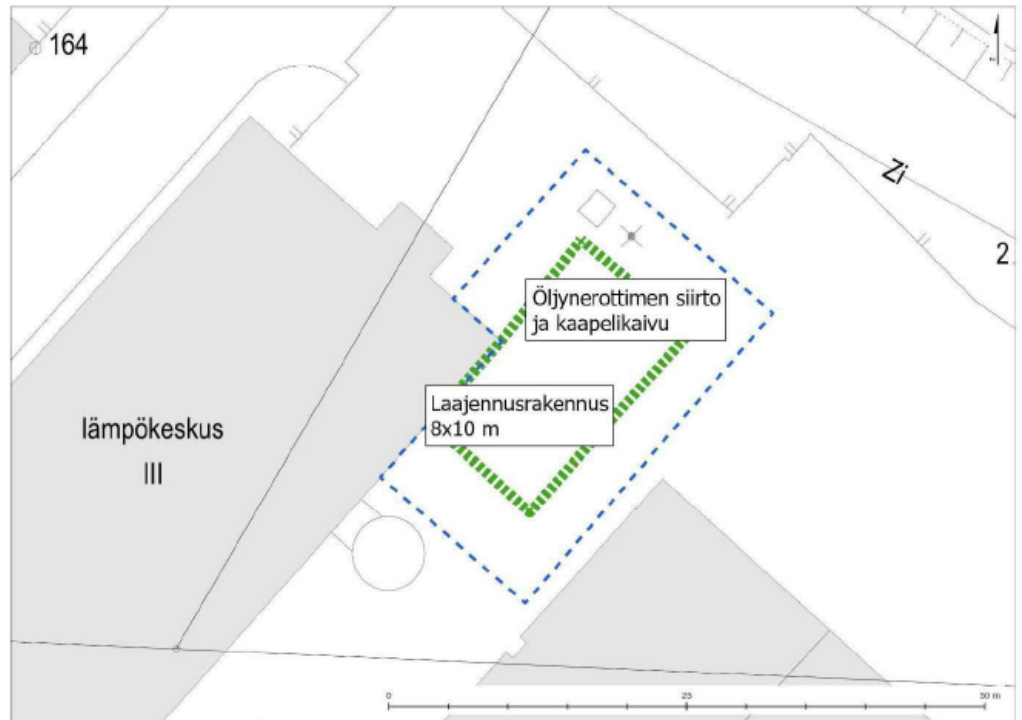 164
Zi
2
Öljynerottimen siirto
ja kaapelikaivu
Laajennusrakennus
8x10 m
lämpökeskus
III
0 25 50 m